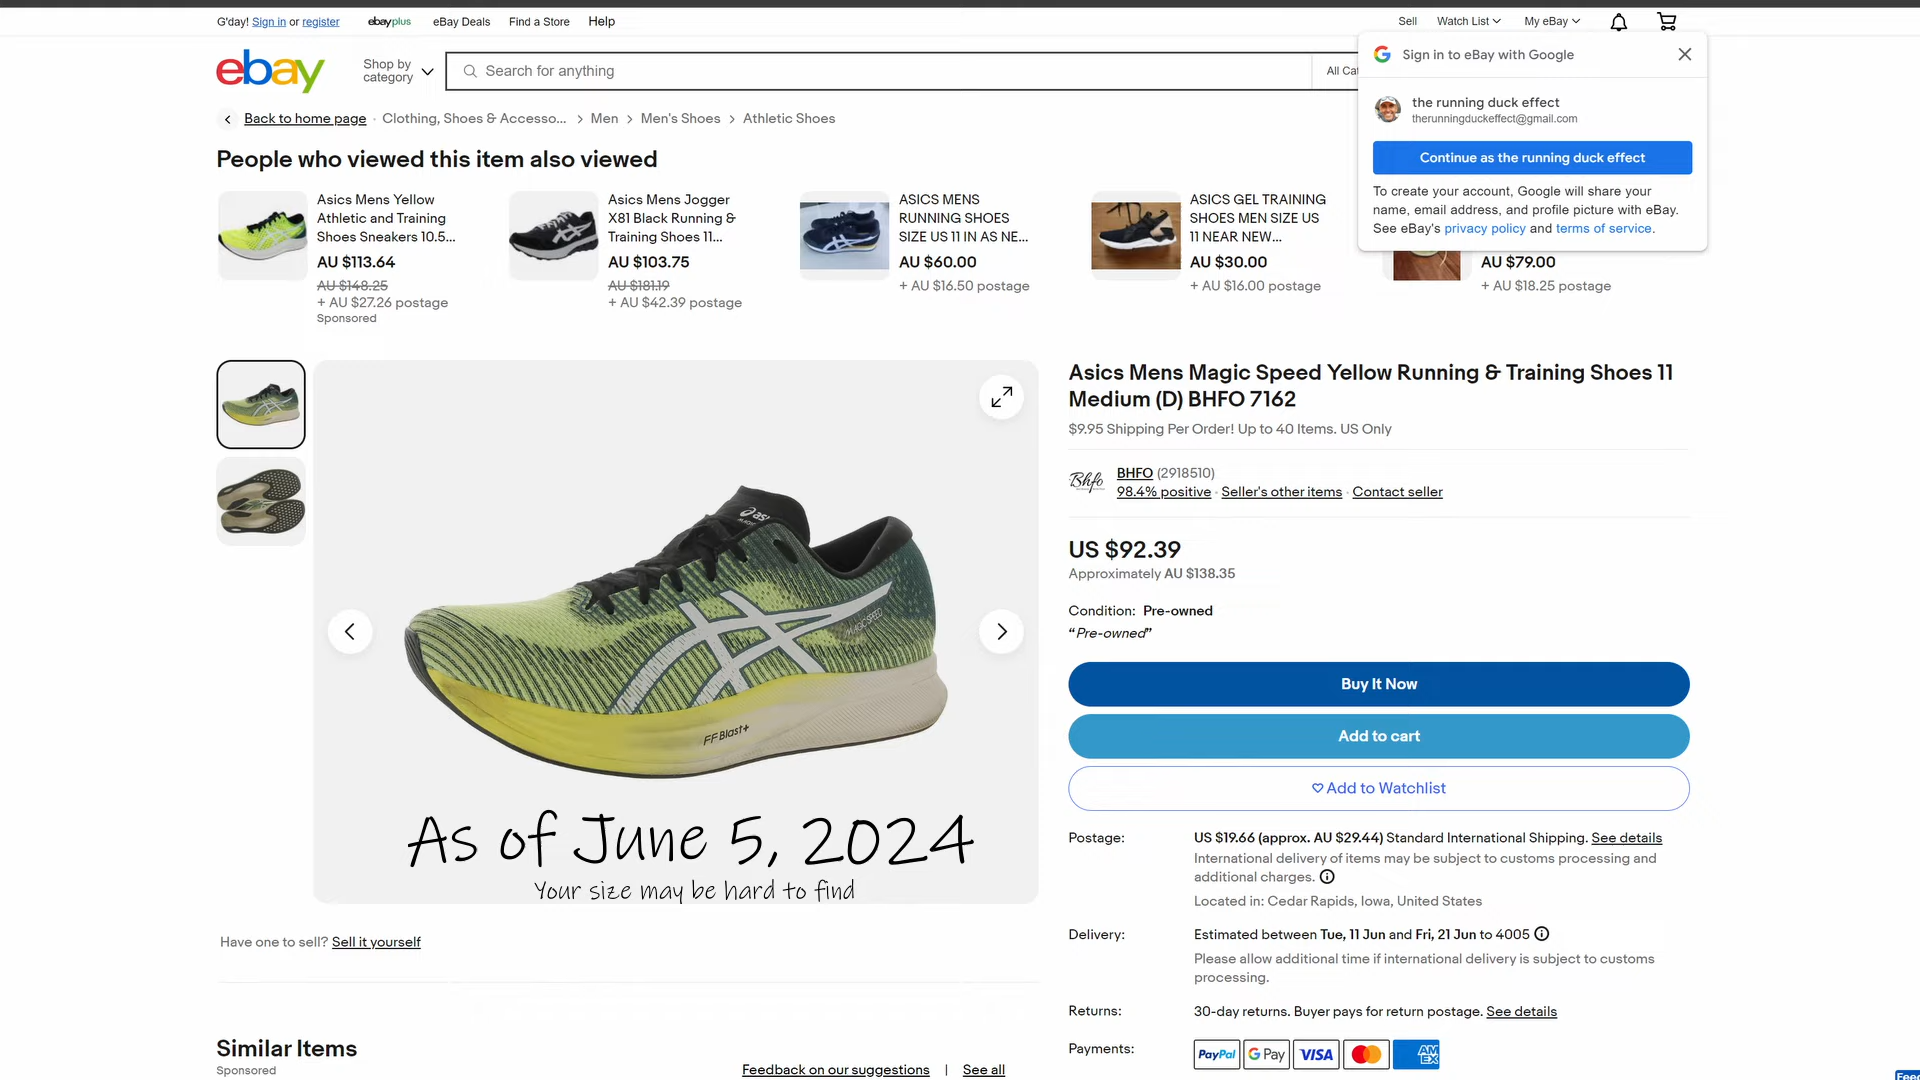 G'day! Sign in or register
ebayplus
eBay Deals
Find a Store
Help
Sell
Watch List
My eBay
ebay
Shop by
category
Search for anything
All Cat
Sign in to eBay with Google
the running duck effect
therunningduckeffect@gmail.com
Continue as the running duck effect
To create your account, Google will share your
name, email address, and profile picture with eBay.
See eBay's privacy policy and terms of service.
Back to home page
Clothing, Shoes & Accesso...
Men
Men's Shoes
Athletic Shoes
People who viewed this item also viewed
Asics Mens Yellow
Athletic and Training
Shoes Sneakers 10.5...
AU $113.64
AU $148.25
+ AU $27.26 postage
Sponsored
Asics Mens Jogger
X81 Black Running &
Training Shoes 11...
AU $103.75
AU $181.19
+ AU $42.39 postage
ASICS MENS
RUNNING SHOES
SIZE US 11 IN AS NE...
AU $60.00
+ AU $16.50 postage
ASICS GEL TRAINING
SHOES MEN SIZE US
11 NEAR NEW...
AU $30.00
+ AU $16.00 postage
AU $79.00
+ AU $18.25 postage
asi
MAGIC SPEED
FF Blast+
As of June 5, 2024
Your size may be hard to find
Have one to sell? Sell it yourself
Similar Items
Sponsored
Feedback on our suggestions | See all
Asics Mens Magic Speed Yellow Running & Training Shoes 11
Medium (D) BHFO 7162
$9.95 Shipping Per Order! Up to 40 Items. US Only
Bhfo
BHFO (2918510)
98.4% positive · Seller's other items · Contact seller
US $92.39
Approximately AU $138.35
Condition: Pre-owned
“Pre-owned”
Buy It Now
Add to cart
Add to Watchlist
Postage:
US $19.66 (approx. AU $29.44) Standard International Shipping. See details
International delivery of items may be subject to customs processing and
additional charges.
Located in: Cedar Rapids, Iowa, United States
Delivery:
Estimated between Tue, 11 Jun and Fri, 21 Jun to 4005
Please allow additional time if international delivery is subject to customs
processing.
Returns:
30-day returns. Buyer pays for return postage. See details
Payments:
PayPal
G Pay
VISA
AM
EX
Feed